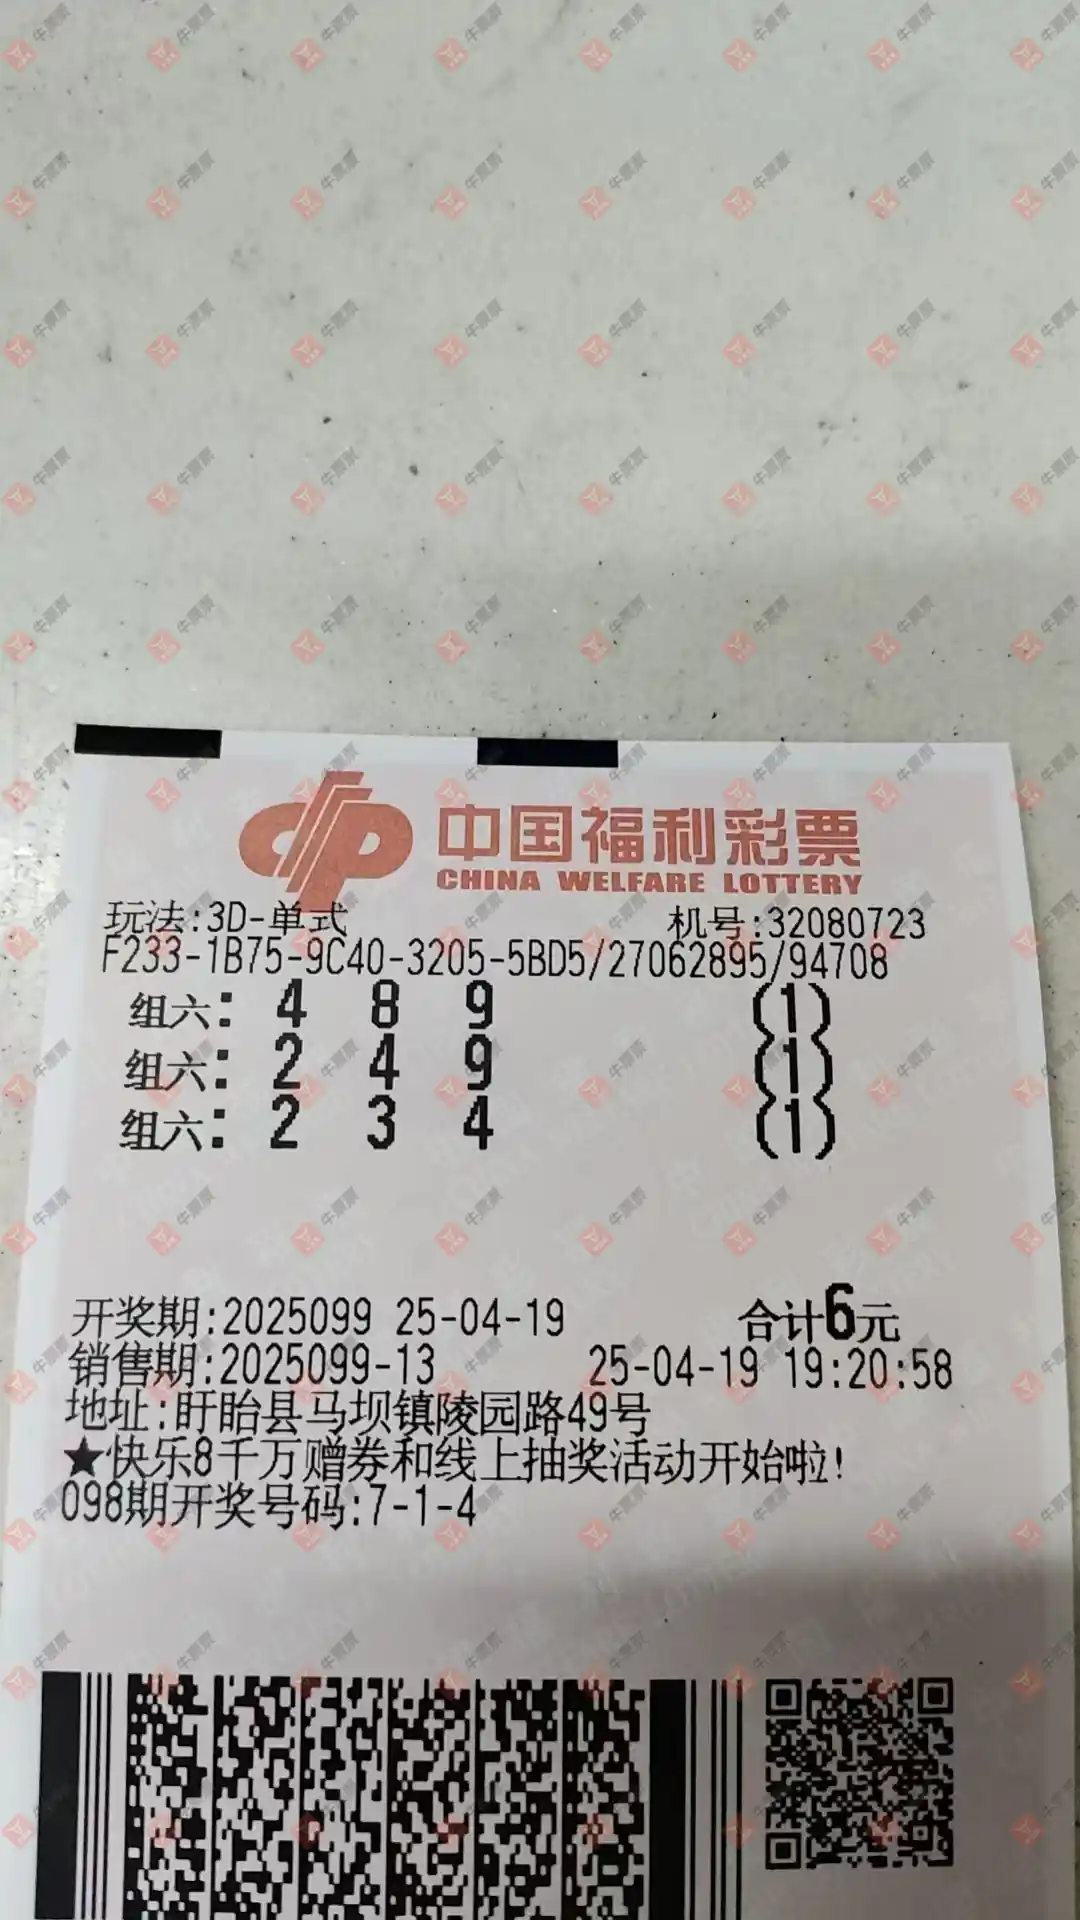 中国福利彩票
CHINA WELFARE LOTTERY
玩法:3D-单式 机号:32080723
F233-1B75-9C40-3205-5BD5/27062895/94708
组六: 4 8 9 (1)
组六: 2 4 9 (1)
组六: 2 3 4 (1)
开奖期:2025099 25-04-19 合计6元
销售期:2025099-13 25-04-19 19:20:58
地址:盱眙县马坝镇陵园路49号
★快乐8千万赠券和线上抽奖活动开始啦!
098期开奖号码:7-1-4